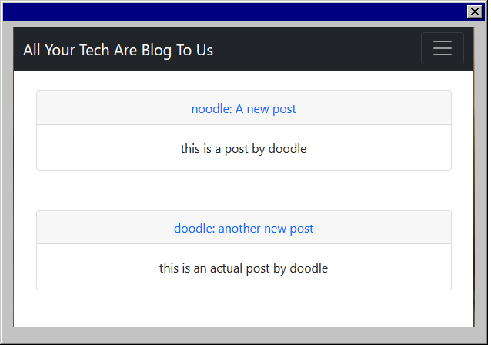 All Your Tech Are Blog To Us
noodle: A new post
this is a post by doodle
doodle: another new post
this is an actual post by doodle